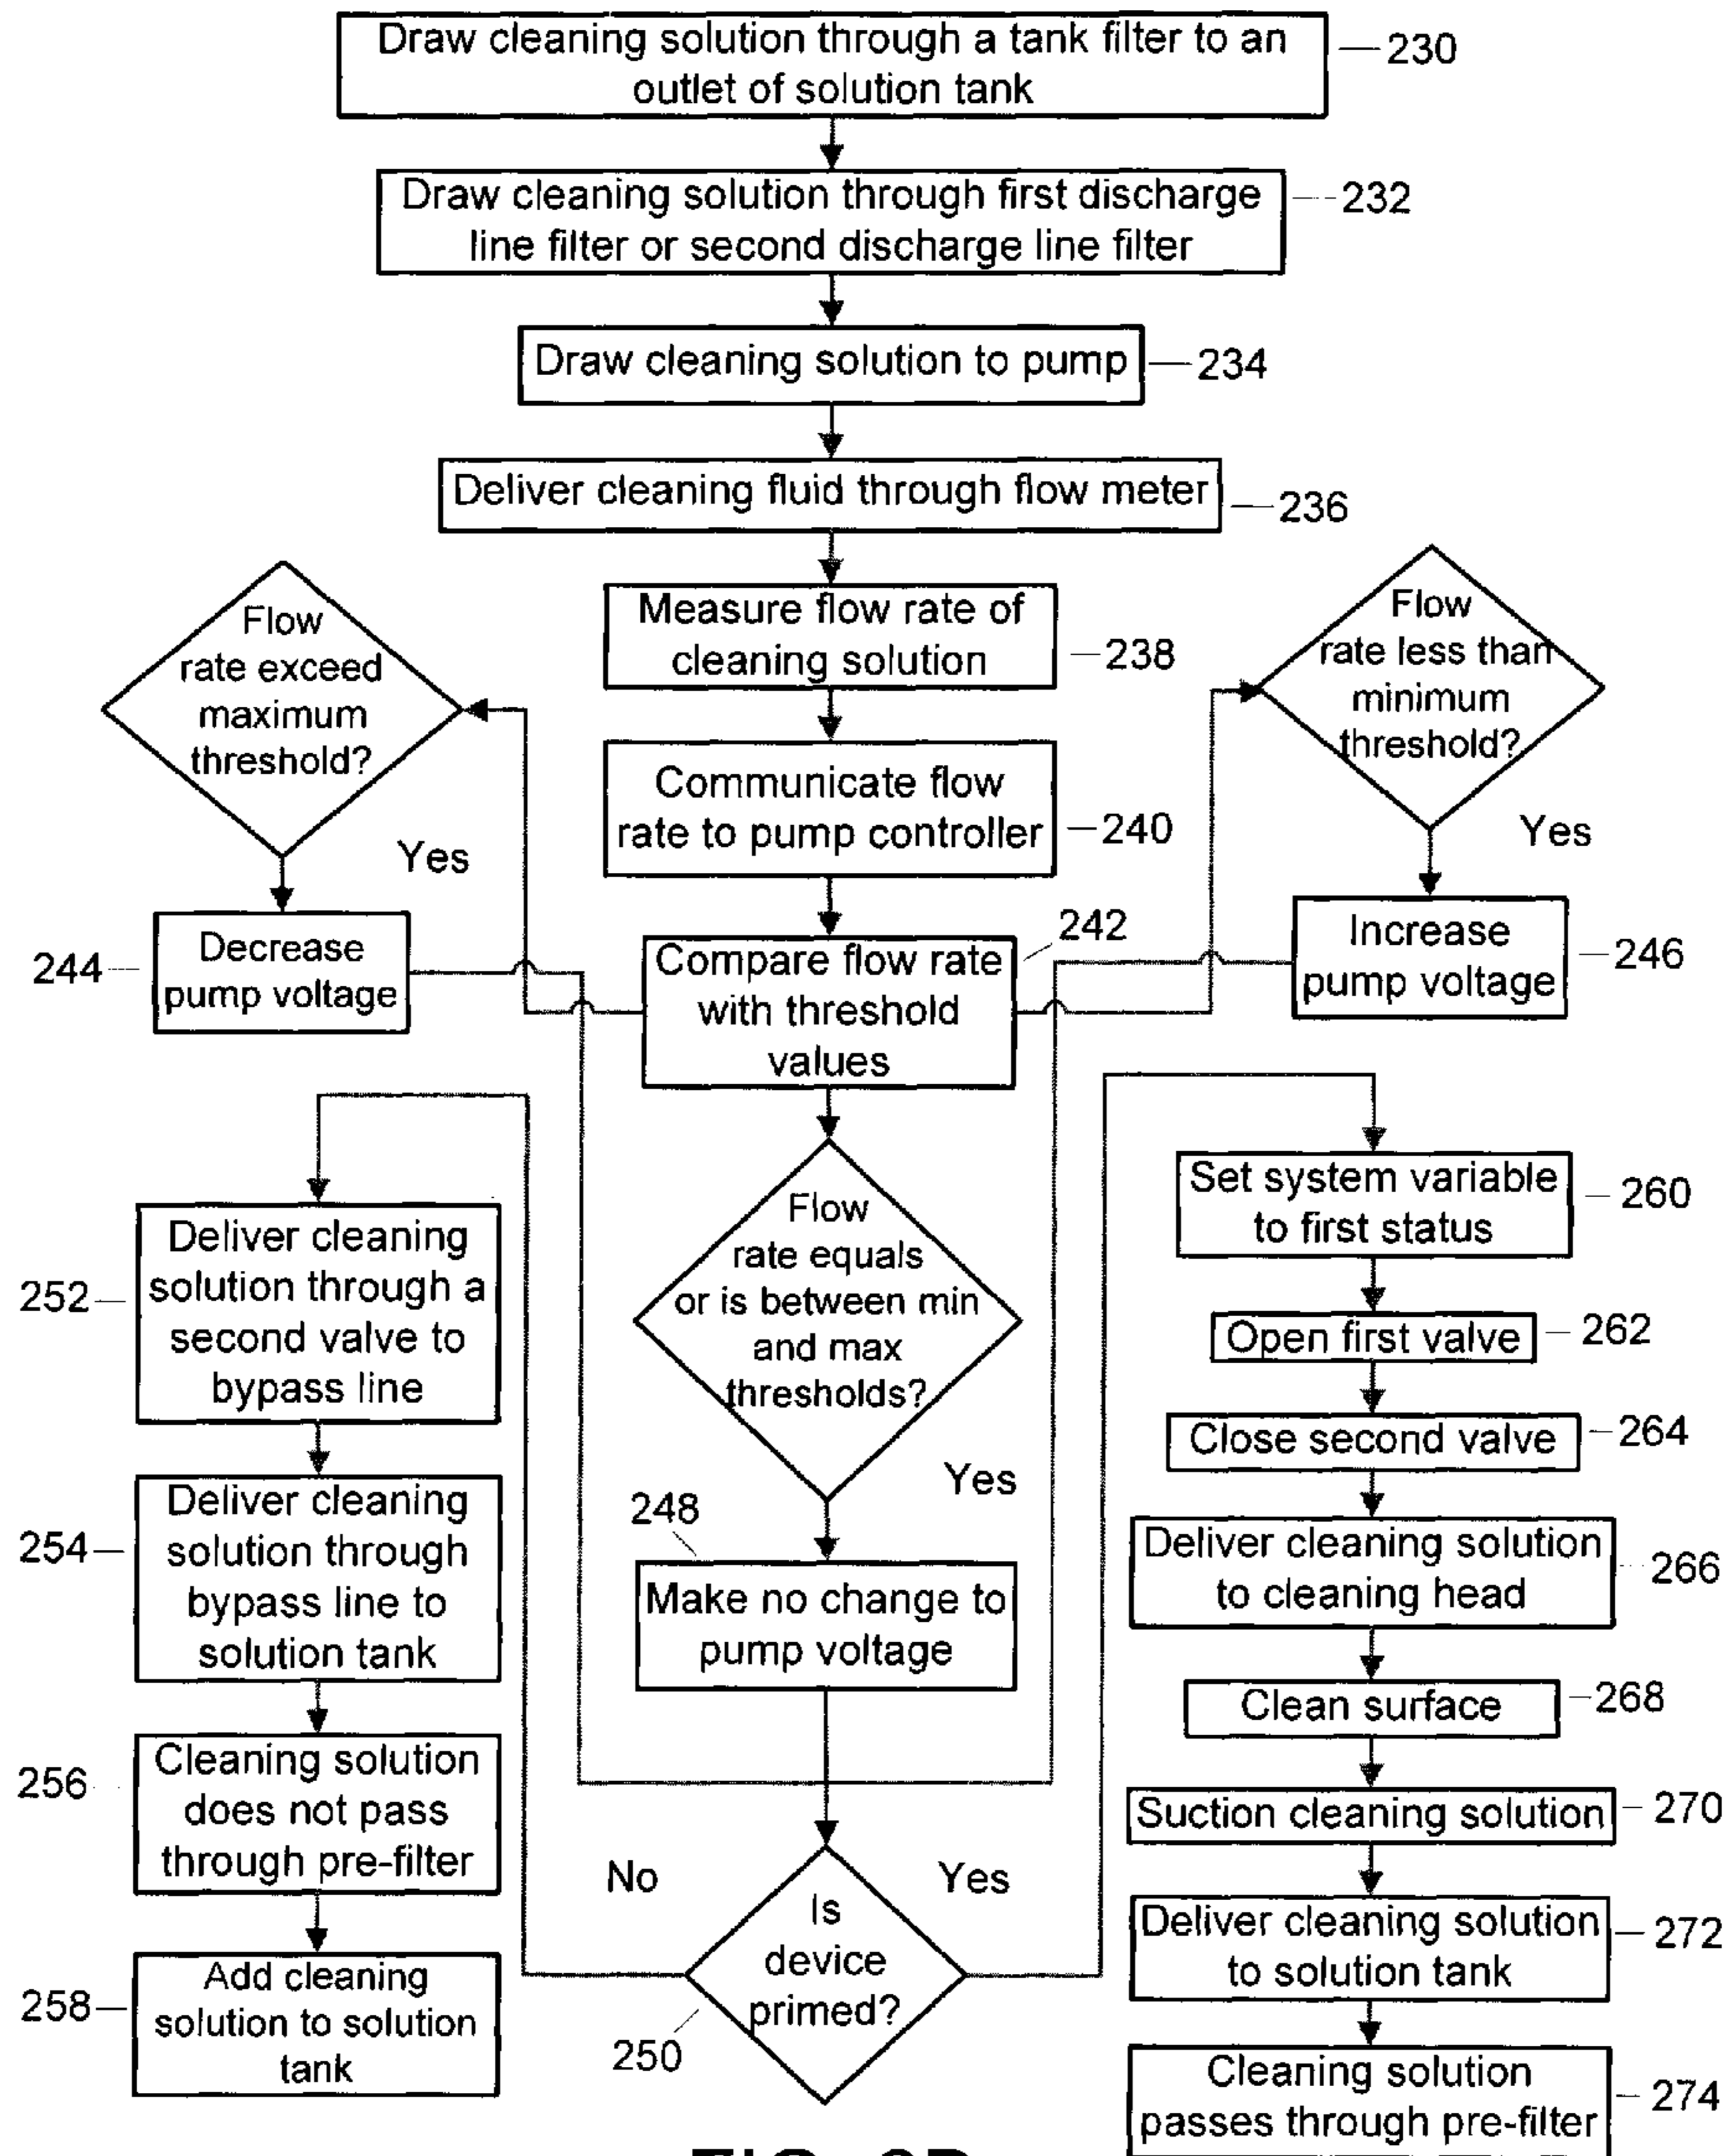 Draw cleaning solution through a tank filter to an
outlet of solution tank
230
Draw cleaning solution through first discharge
line filter or second discharge line filter
232
Draw cleaning solution to pump
234
Deliver cleaning fluid through flow meter
236
Measure flow rate of
cleaning solution
238
Communicate flow
rate to pump controller
240
Compare flow rate
with threshold
values
242
Flow
rate exceed
maximum
threshold?
Yes
Decrease
pump voltage
244
Flow
rate less than
minimum
threshold?
Yes
Increase
pump voltage
246
Flow
rate equals
or is between min
and max
thresholds?
Yes
248
Make no change to
pump voltage
Is
device
primed?
250
No
Yes
Deliver cleaning
solution through a
second valve to
bypass line
252
Deliver cleaning
solution through
bypass line to
solution tank
254
Cleaning solution
does not pass
through pre-filter
256
Add cleaning
solution to solution
tank
258
Set system variable
to first status
260
Open first valve
262
Close second valve
264
Deliver cleaning solution
to cleaning head
266
Clean surface
268
Suction cleaning solution
270
Deliver cleaning solution
to solution tank
272
Cleaning solution
passes through pre-filter
274